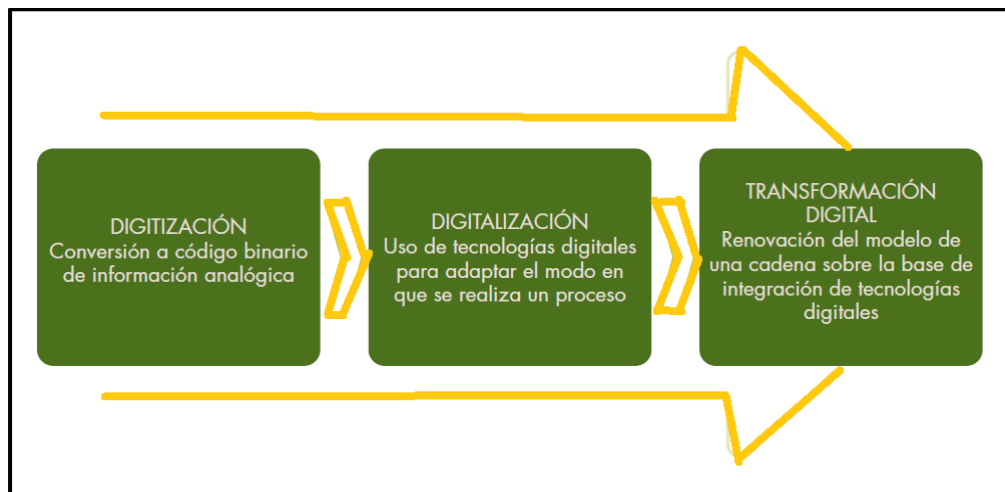 DIGITIZACIÓN
Conversión a código binario
de información analógica
DIGITALIZACIÓN
Uso de tecnologías digitales
para adaptar el modo en
que se realiza un proceso
TRANSFORMACIÓN
DIGITAL
Renovación del modelo de
una cadena sobre la base de
integración de tecnologías
digitales